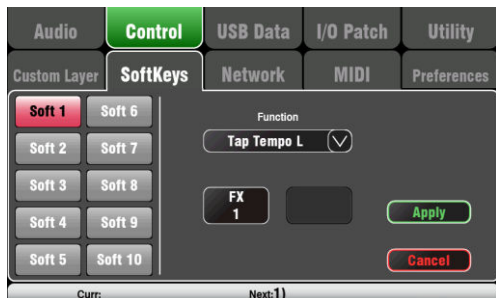 Audio Control USB Data I/O Patch Utility
Custom Layer SoftKeys Network MIDI Preferences
Soft 1 Soft 6
Function
Soft 2 Soft 7
Tap Tempo L
Soft 3 Soft 8
FX
1
Soft 4 Soft 9
Apply
Soft 5 Soft 10
Cancel
Curr: Next:1)